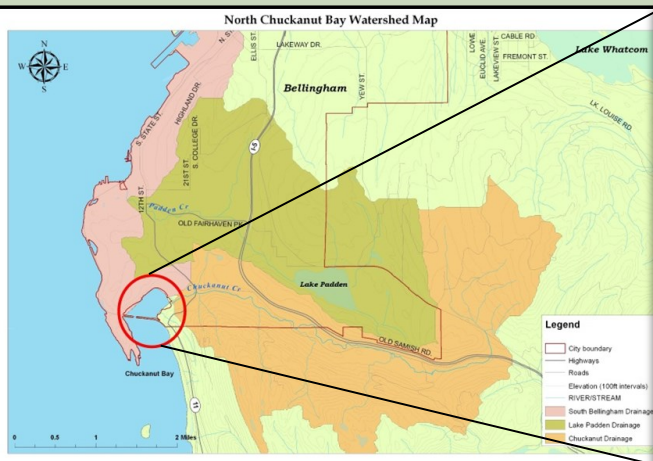 North Chuckanut Bay Watershed Map
N
W
E
S
N. S
ELLIS ST.
LAKEWAY DR.
LOWE
EUCLID AVE.
LAKEVIEW ST.
CABLE RD
FREMONT ST.
Lake Whatcom
Bellingham
YEW ST.
HIGHLAND DR.
S. STATE ST.
LK. LOUISE RD.
21ST ST.
S. COLLEGE DR.
12TH ST.
Padden Cr
OLD FAIRHAVEN PK
Chuckanut Cr
Lake Padden
OLD SAMISH RD.
Chuckanut Bay
11
0 0.5 1 2 Miles
Legend
City boundary
Highways
Roads
Elevation (100ft intervals)
RIVER/STREAM
South Bellingham Drainage
Lake Padden Drainage
Chuckanut Drainage